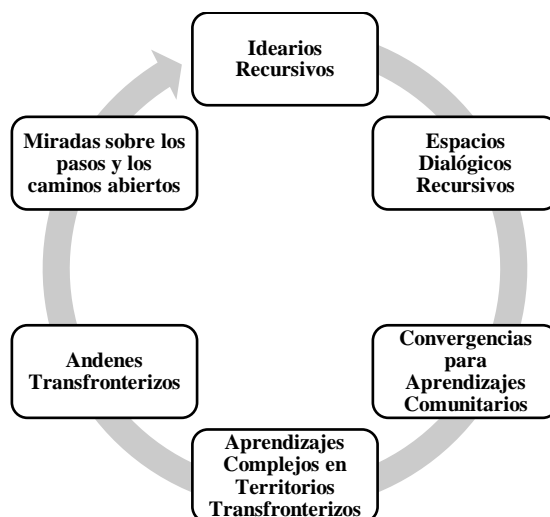 Idearios
Recursivos
Espacios
Dialógicos
Recursivos
Convergencias
para
Aprendizajes
Comunitarios
Aprendizajes
Complejos en
Territorios
Transfronterizos
Andenes
Transfronterizos
Miradas sobre los
pasos y los
caminos abiertos